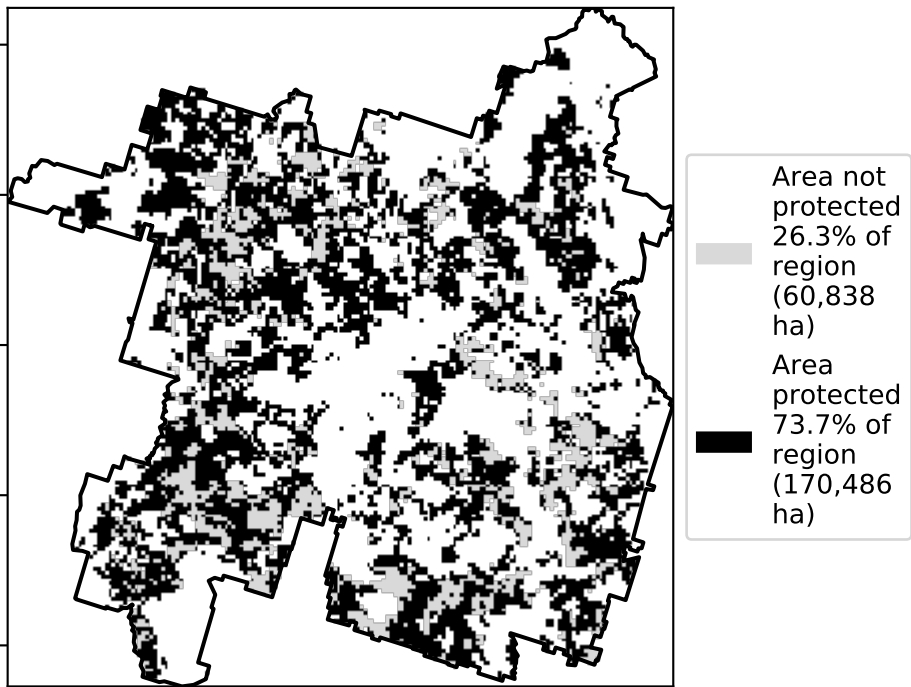 Area not
protected
26.3% of
region
(60,838
ha)
Area
protected
73.7% of
region
(170,486
ha)